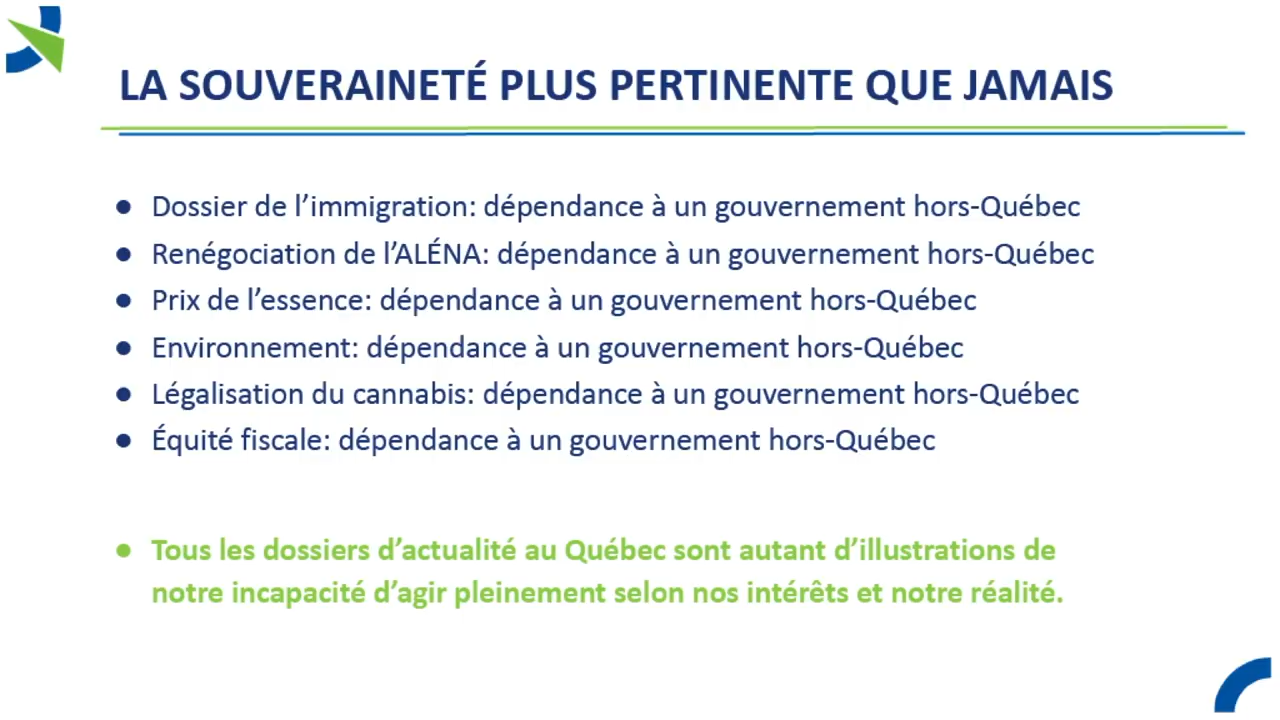 LA SOUVERAINETÉ PLUS PERTINENTE QUE JAMAIS
● Dossier de l’immigration: dépendance à un gouvernement hors-Québec
● Renégociation de l’ALÉNA: dépendance à un gouvernement hors-Québec
● Prix de l’essence: dépendance à un gouvernement hors-Québec
● Environnement: dépendance à un gouvernement hors-Québec
● Légalisation du cannabis: dépendance à un gouvernement hors-Québec
● Équité fiscale: dépendance à un gouvernement hors-Québec
● Tous les dossiers d’actualité au Québec sont autant d’illustrations de
notre incapacité d’agir pleinement selon nos intérêts et notre réalité.